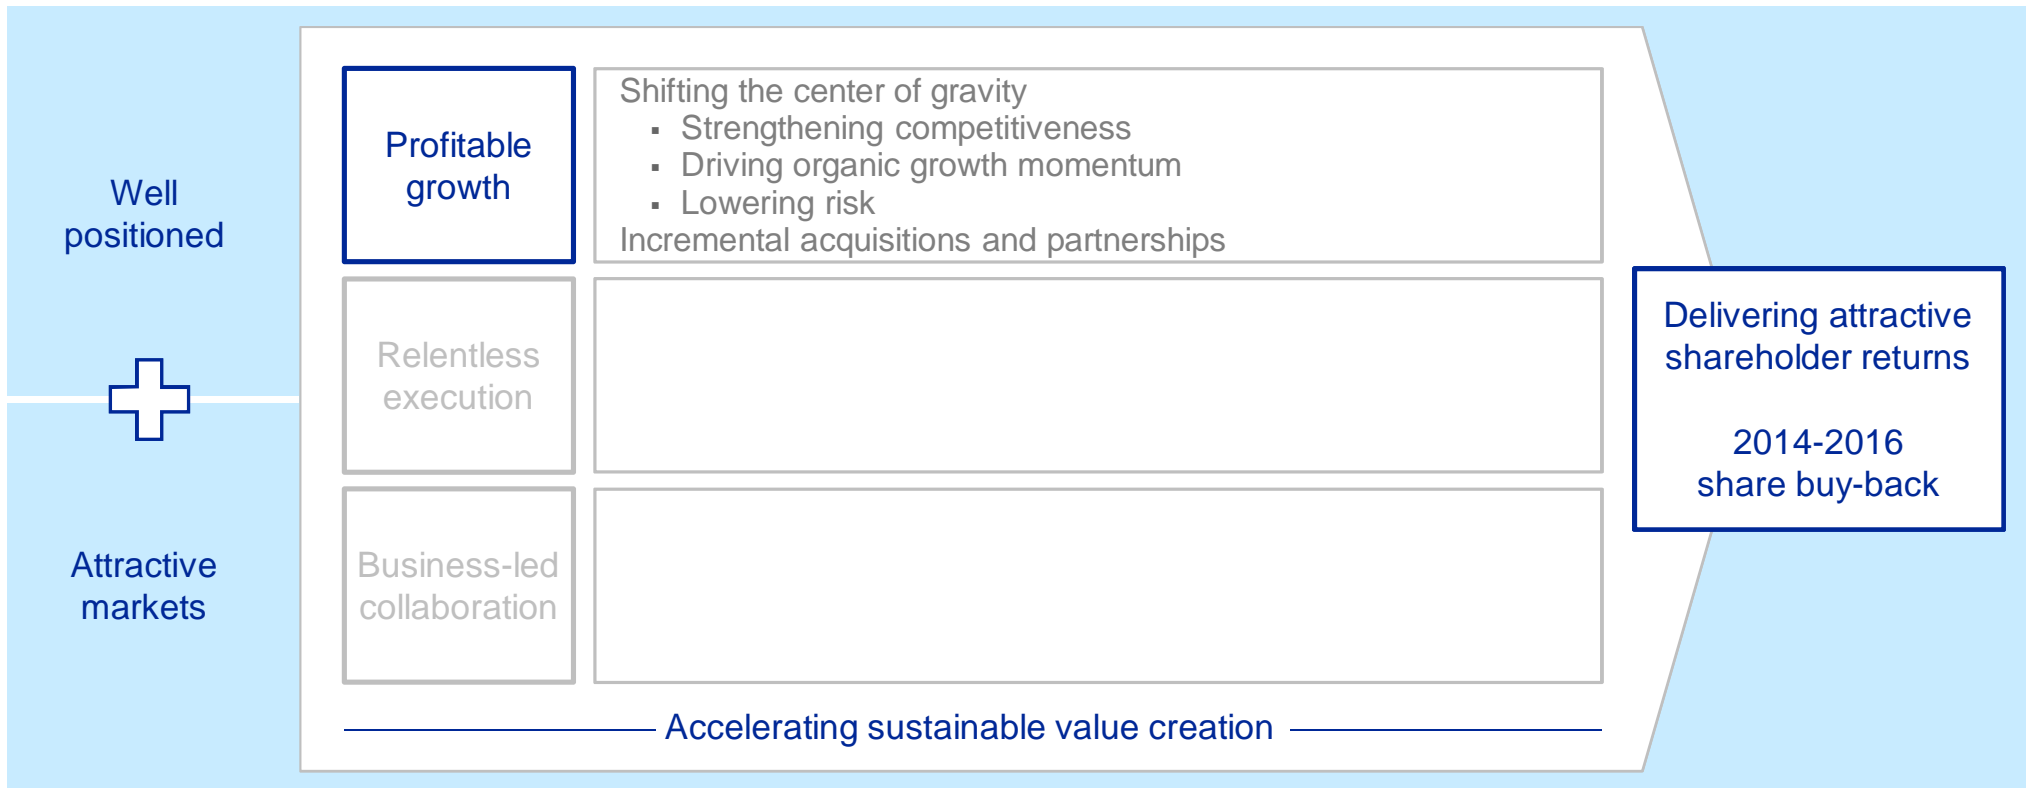 Well
positioned
Attractive
markets
Profitable
growth
Shifting the center of gravity
▪ Strengthening competitiveness
▪ Driving organic growth momentum
▪ Lowering risk
Incremental acquisitions and partnerships
Relentless
execution
Business-led
collaboration
Accelerating sustainable value creation
Delivering attractive
shareholder returns
2014-2016
share buy-back